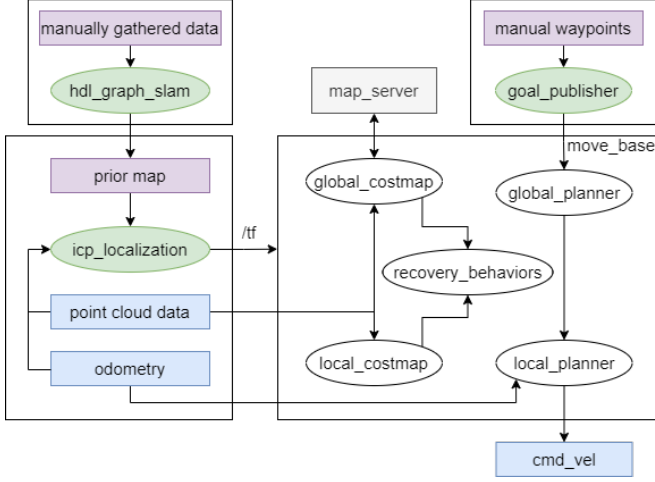 manually gathered data
manual waypoints
hdl_graph_slam
map_server
goal_publisher
move_base
prior map
global_costmap
global_planner
/tf
icp_localization
recovery_behaviors
point cloud data
odometry
local_costmap
local_planner
cmd_vel